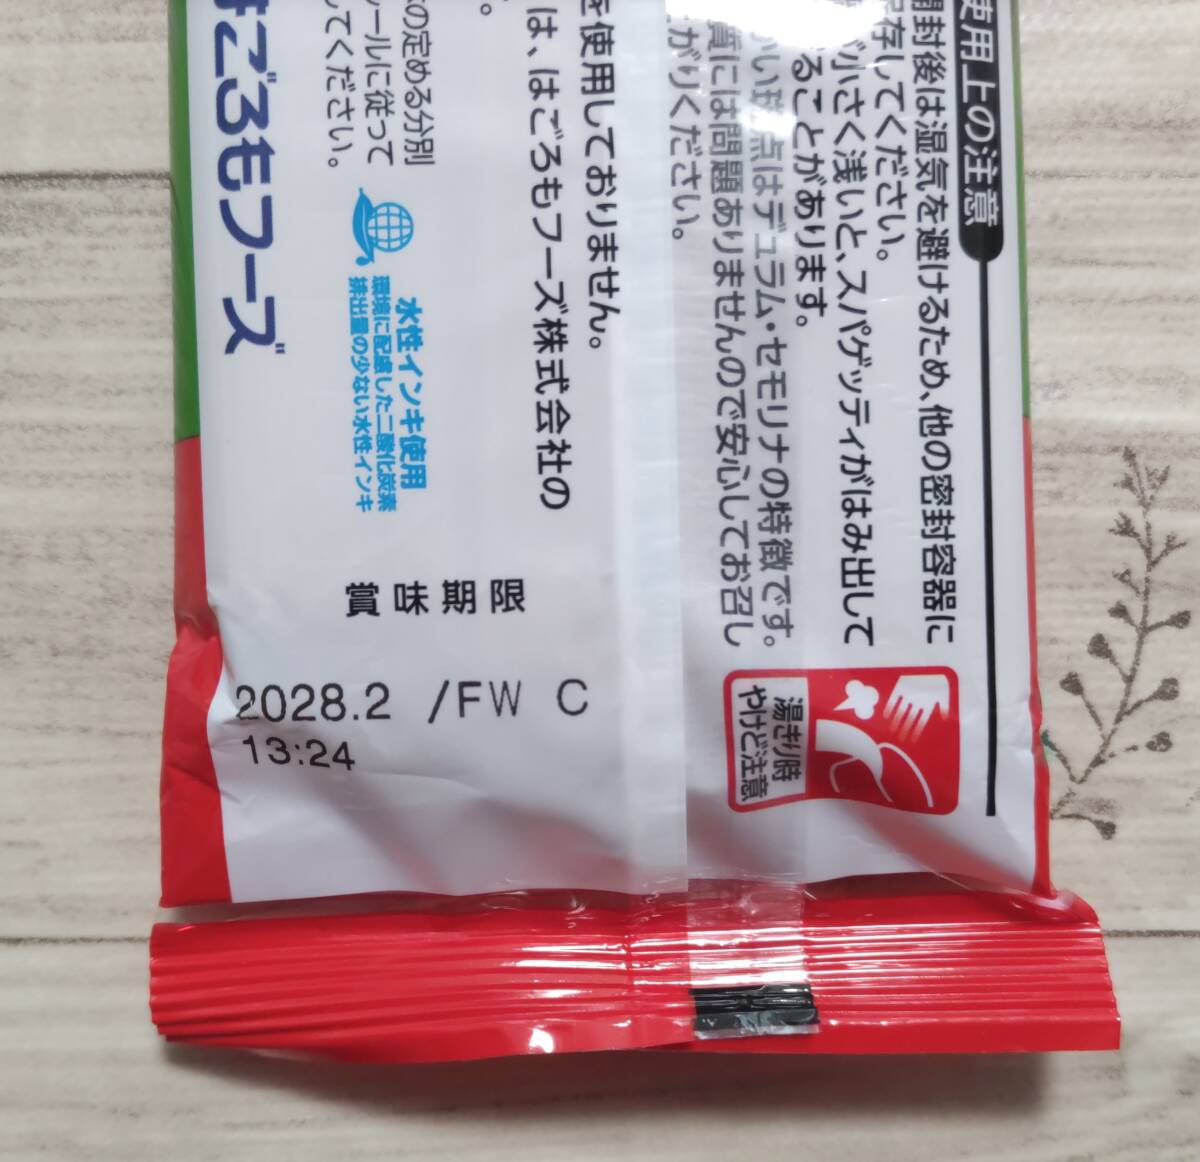 使用上の注意
開封後は湿気を避けるため、他の密封容器に
保存してください。
小さく浅いと、スパゲッティがはみ出して
ることがあります。
点はデュラム・セモリナの特徴です。
質には問題ありませんので安心してお召し
がりください。
湯きり時
やけど注意
を使用しておりません。
は、はごろもフーズ株式会社の
。
の定める分別
ルールに従って
してください。
水性インキ使用
環境に配慮した二酸化炭素
排出量の少ない水性インキ
ごろもフーズ
賞味期限
2028.2 /FW C
13:24